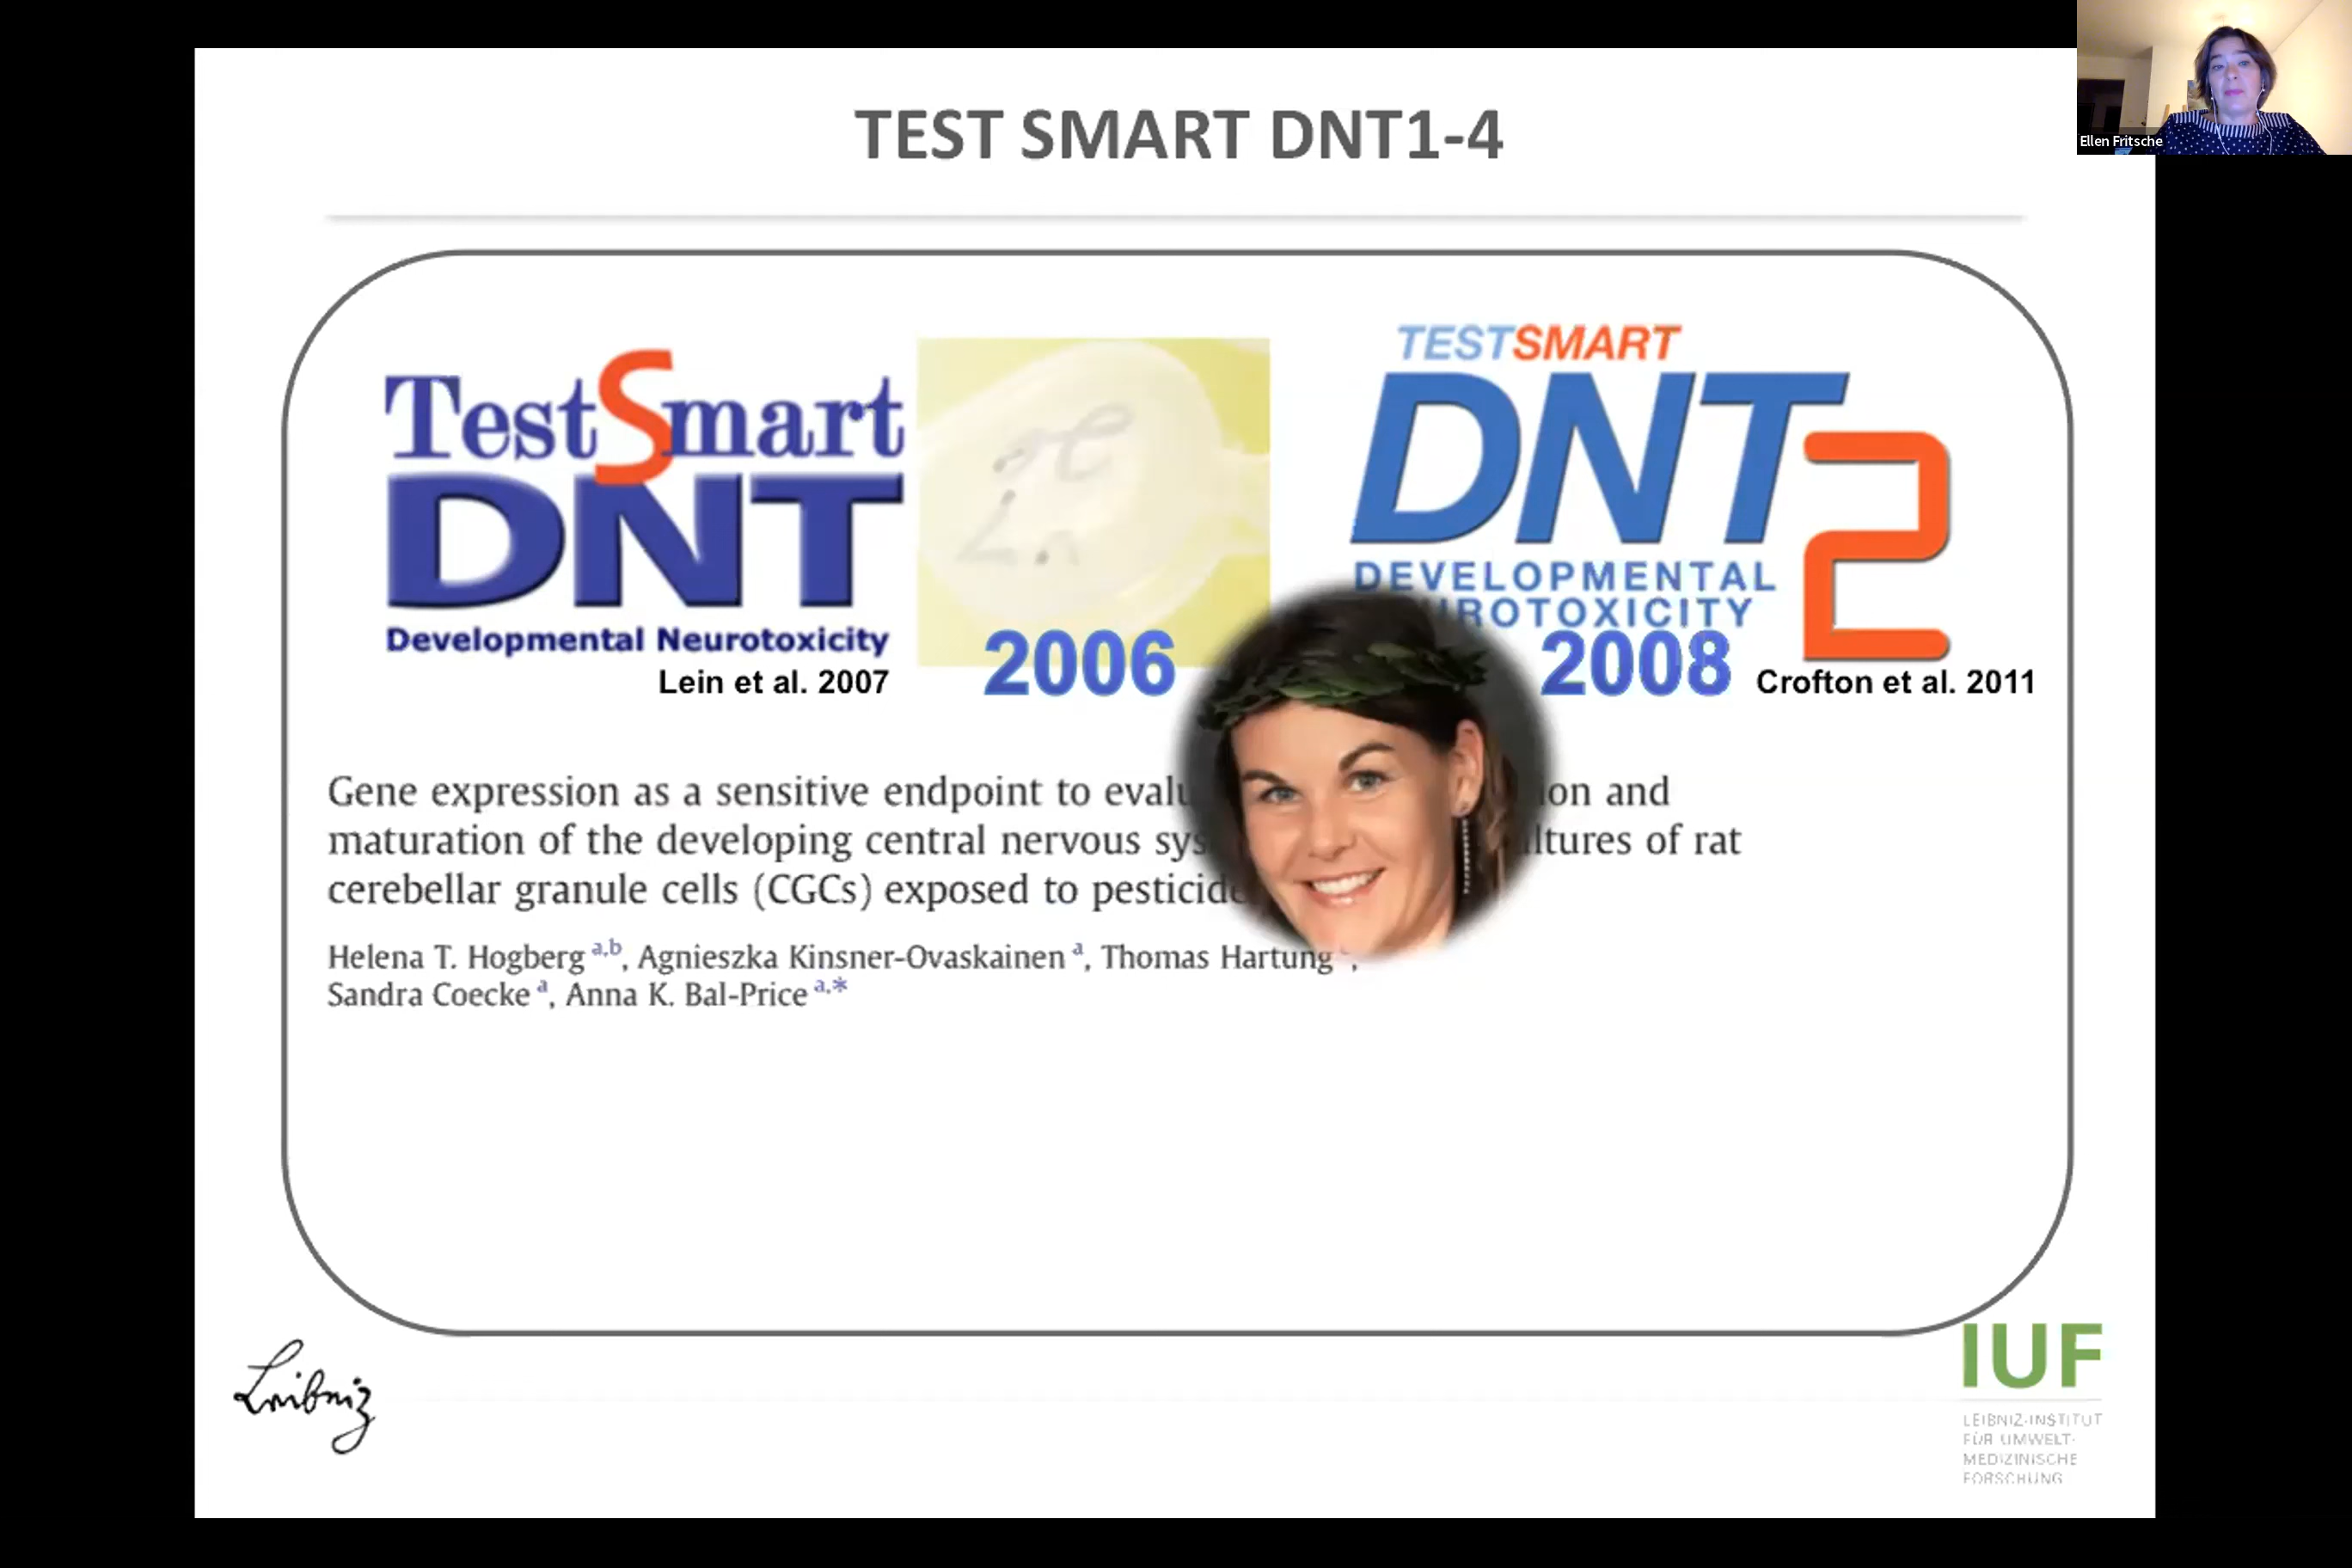 Ellen Fritsche
TEST SMART DNT1-4
TestSmart
DNT
Developmental Neurotoxicity
Lein et al. 2007
2006
TESTSMART
DNT2
DEVELOPMENTAL
UROTOXICITY
2008
Crofton et al. 2011
Gene expression as a sensitive endpoint to evalu ion and
maturation of the developing central nervous sys ltures of rat
cerebellar granule cells (CGCs) exposed to pesticide
Helena T. Hogberg a,b, Agnieszka Kinsner-Ovaskainen a, Thomas Hartung ,
Sandra Coecke a, Anna K. Bal-Price a,*
Leibniz
IUF
LEIBNIZ-INSTITUT
FÜR UMWELT-
MEDIZINISCHE
FORSCHUNG